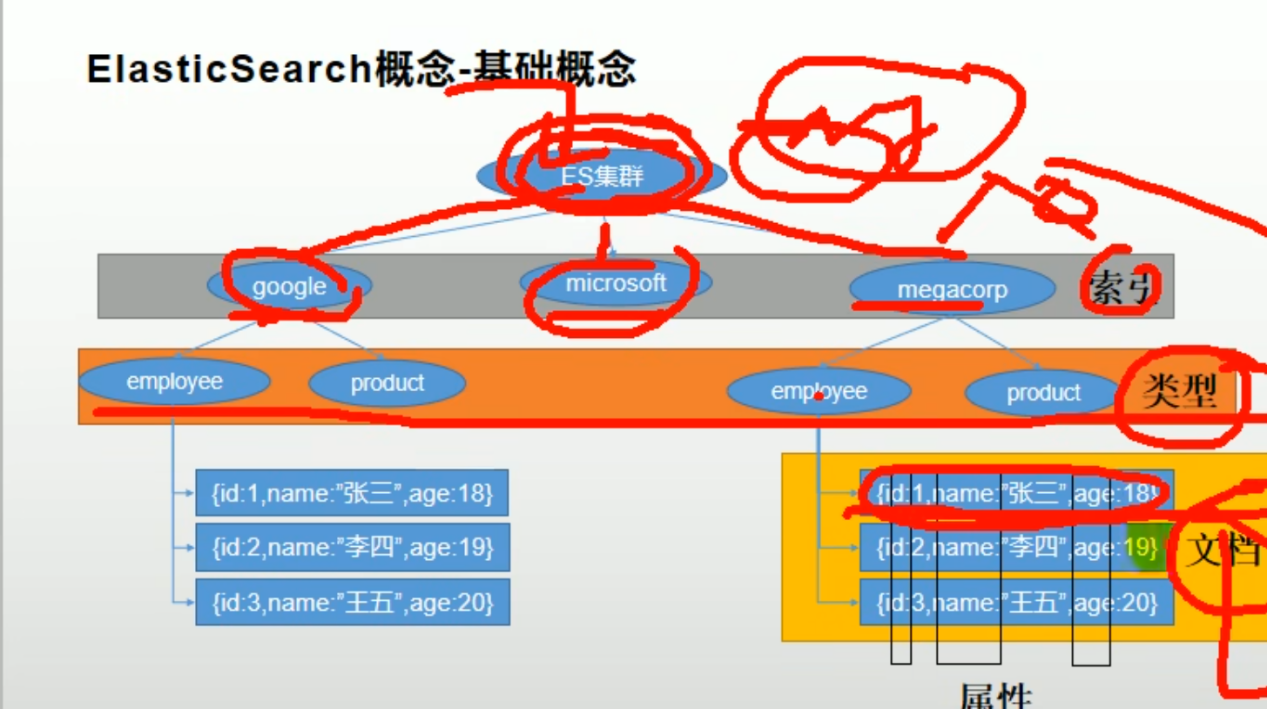 ElasticSearch概念-基础概念
ES集群
google microsoft megacorp 索引
employee product employee product 类型
{id:1,name:”张三”,age:18} {id:1,name:”张三”,age:18}
{id:2,name:”李四”,age:19} {id:2,name:”李四”,age:19}
文档
{id:3,name:”王五”,age:20} {id:3,name:”王五”,age:20}
属性